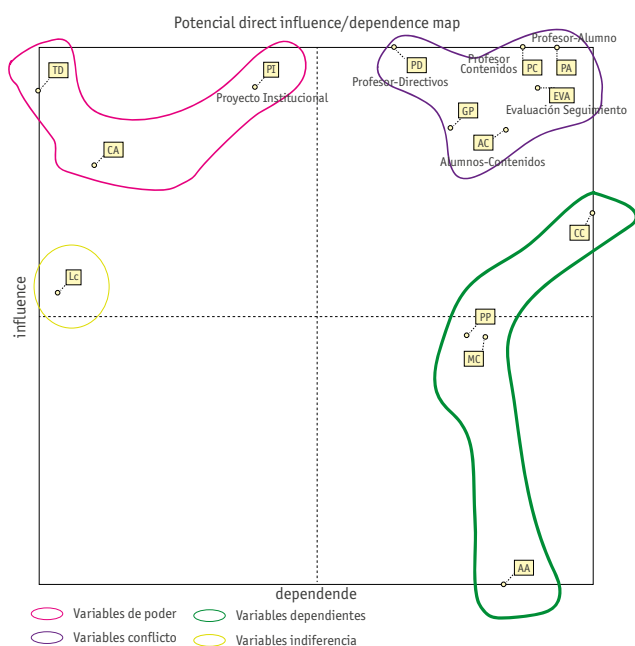 Potencial direct influence/dependence map
Profesor-Alumno
TD
PI
PD
Profesor
Contenidos
PC
PA
Profesor-Directivos
Proyecto Institucional
EVA
Evaluación Seguimiento
GP
AC
Alumnos-Contenidos
CA
CC
Lc
influence
PP
MC
AA
dependende
Variables de poder
Variables dependientes
Variables conflicto
Variables indiferencia